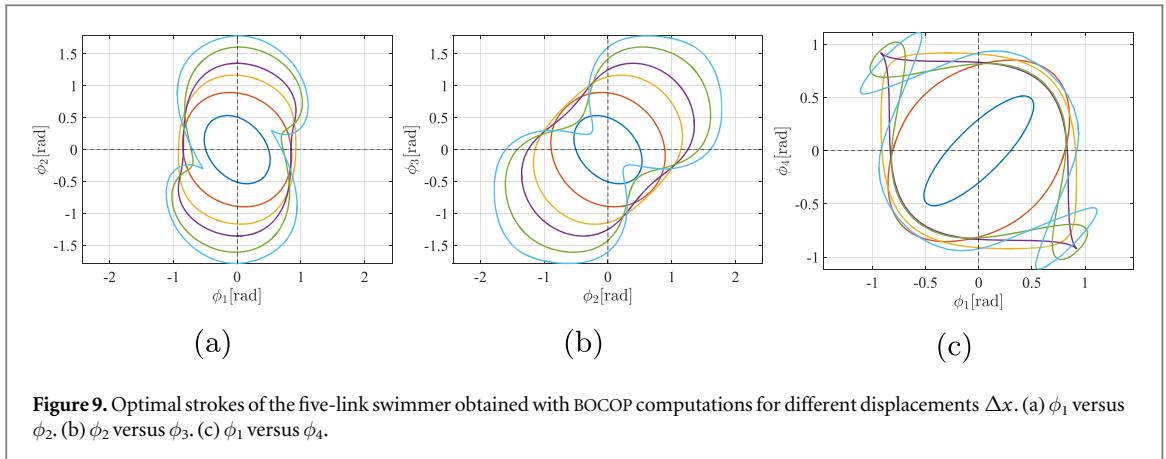 1.5
1
0.5
0
-0.5
-1
-1.5
ϕ₂[rad]
-2 -1 0 1 2
ϕ₁[rad]
(a)
1.5
1
0.5
0
-0.5
-1
-1.5
ϕ₃[rad]
-2 -1 0 1 2
ϕ₂[rad]
(b)
1
0.5
0
-0.5
-1
ϕ₄[rad]
-1 -0.5 0 0.5 1
ϕ₁[rad]
(c)
Figure 9. Optimal strokes of the five-link swimmer obtained with BOCOP computations for different displacements Δx. (a) ϕ₁ versus
ϕ₂. (b) ϕ₂ versus ϕ₃. (c) ϕ₁ versus ϕ₄.